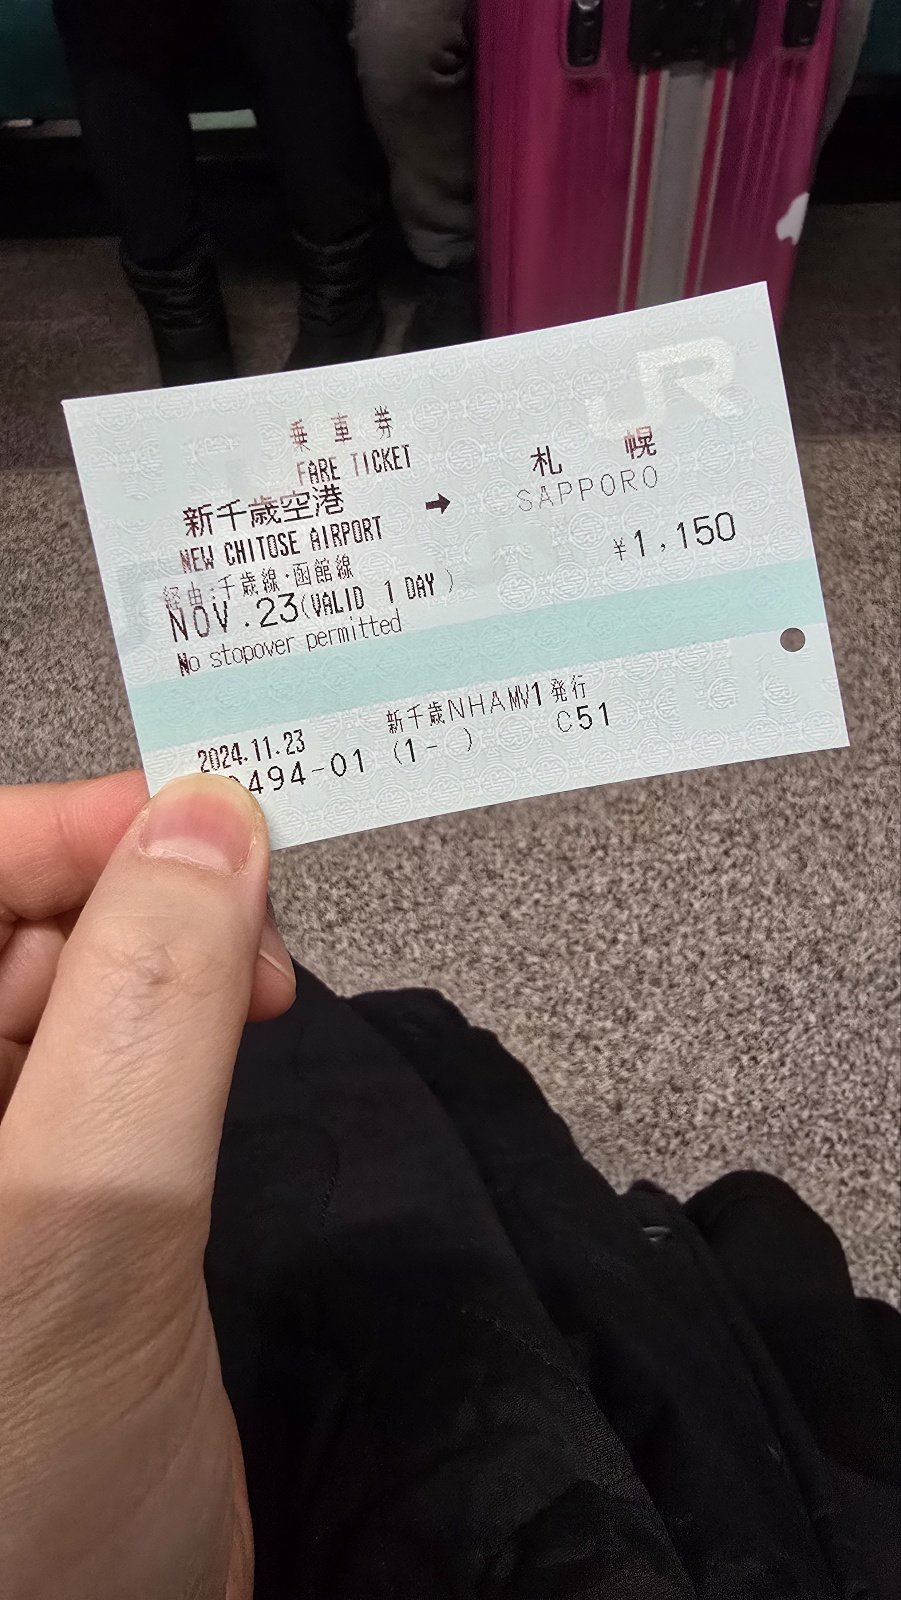 JR
乗車券
FARE TICKET
新千歳空港 → 札幌
NEW CHITOSE AIRPORT SAPPORO
¥1,150
経由:千歳線・函館線
NOV.23(VALID 1 DAY)
No stopover permitted
新千歳NHAMV1発行
2024.11.23 C51
494-01 (1- )